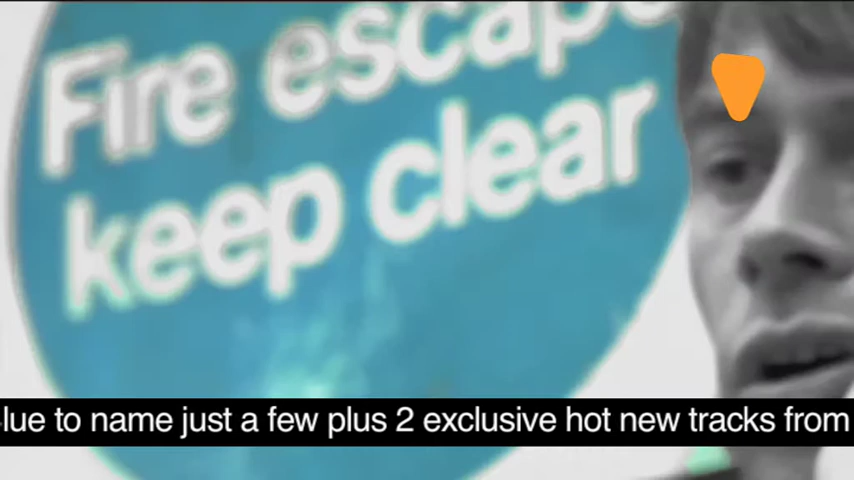 Fire escape
keep clear
lue to name just a few plus 2 exclusive hot new tracks from